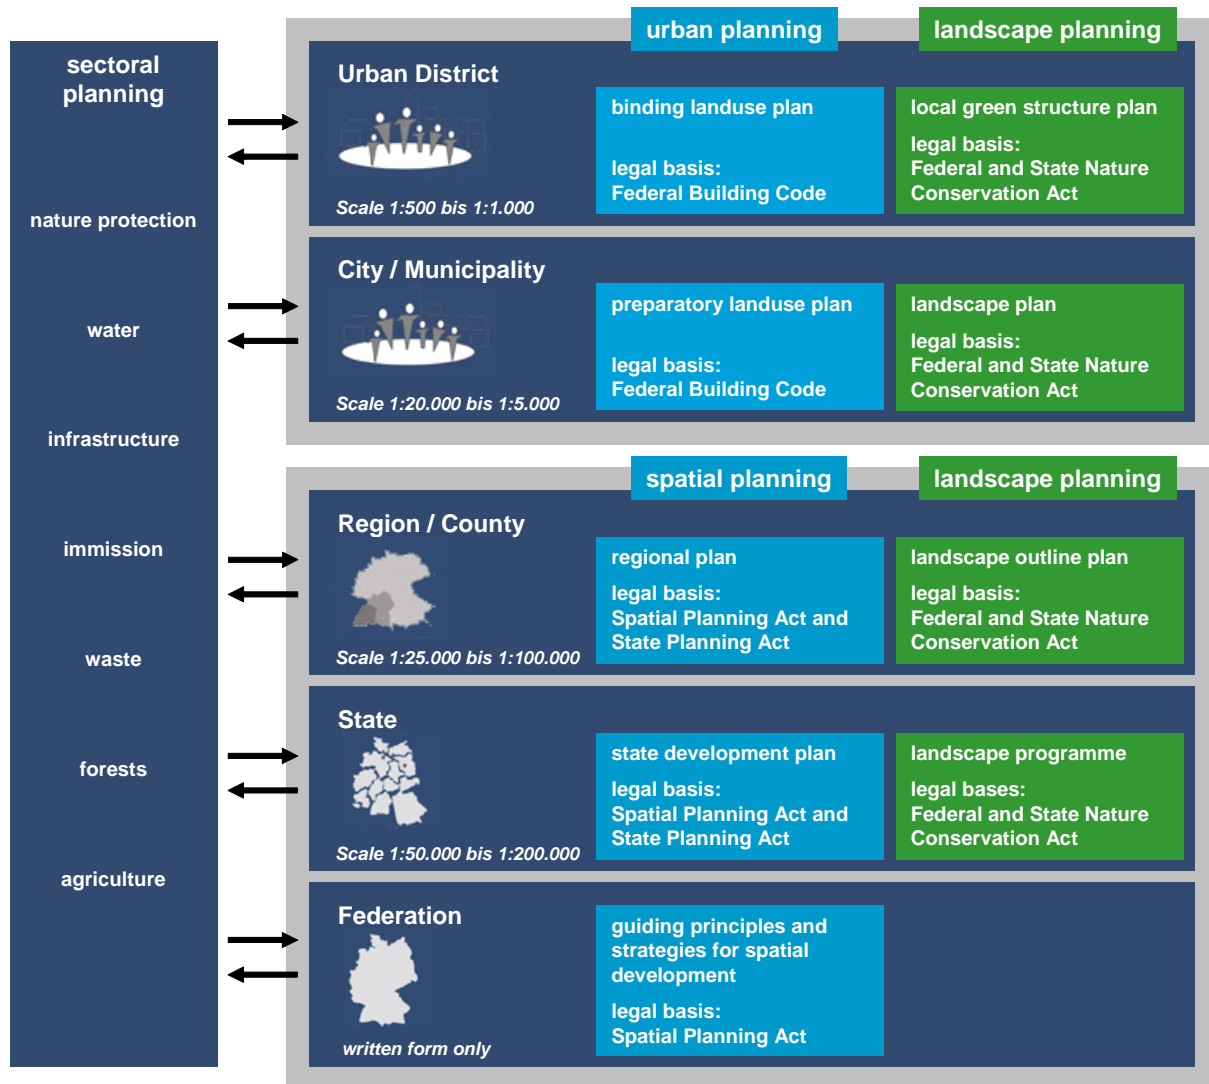 sectoral
planning
nature protection
water
infrastructure
immission
waste
forests
agriculture
urban planning
landscape planning
Urban District
Scale 1:500 bis 1:1.000
binding landuse plan
legal basis:
Federal Building Code
local green structure plan
legal basis:
Federal and State Nature
Conservation Act
City / Municipality
Scale 1:20.000 bis 1:5.000
preparatory landuse plan
legal basis:
Federal Building Code
landscape plan
legal basis:
Federal and State Nature
Conservation Act
spatial planning
landscape planning
Region / County
Scale 1:25.000 bis 1:100.000
regional plan
legal basis:
Spatial Planning Act and
State Planning Act
landscape outline plan
legal basis:
Federal and State Nature
Conservation Act
State
Scale 1:50.000 bis 1:200.000
state development plan
legal basis:
Spatial Planning Act and
State Planning Act
landscape programme
legal bases:
Federal and State Nature
Conservation Act
Federation
written form only
guiding principles and
strategies for spatial
development
legal basis:
Spatial Planning Act